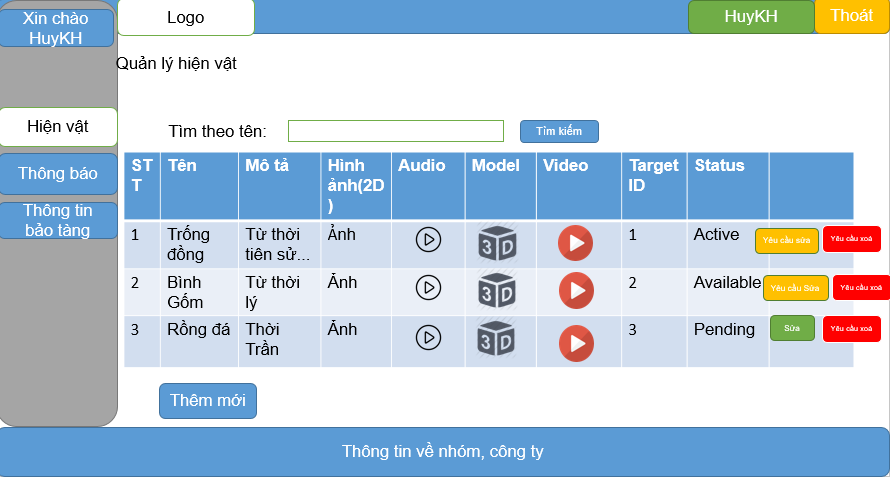 Xin chào
HuyKH
Logo
HuyKH
Thoát
Quản lý hiện vật
Hiện vật
Thông báo
Thông tin
bảo tàng
Tìm theo tên:
Tìm kiếm
ST
T
Tên
Mô tả
Hình
ảnh(2D
)
Audio
Model
Video
Target
ID
Status
1
Trống
đồng
Từ thời
tiên sử...
Ảnh
3D
1
Active
Yêu cầu sửa
Yêu cầu xoá
2
Bình
Gốm
Từ thời
lý
Ảnh
3D
2
Available
Yêu cầu Sửa
Yêu cầu xoá
3
Rồng đá
Thời
Trần
Ảnh
3D
3
Pending
Sửa
Yêu cầu xoá
Thêm mới
Thông tin về nhóm, công ty